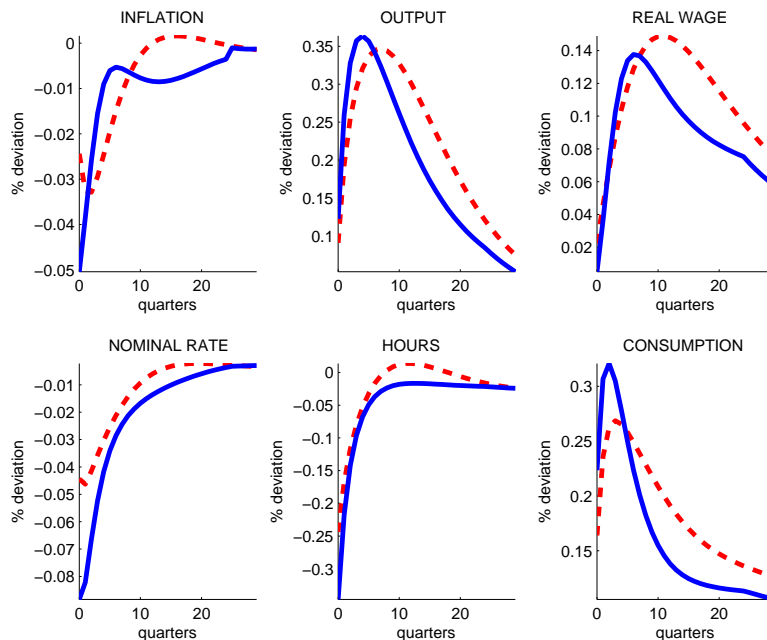 INFLATION
% deviation
0
−0.01
−0.02
−0.03
−0.04
−0.05
0 10 20
quarters
OUTPUT
% deviation
0.35
0.3
0.25
0.2
0.15
0.1
0 10 20
quarters
REAL WAGE
% deviation
0.14
0.12
0.1
0.08
0.06
0.04
0.02
0 10 20
quarters
NOMINAL RATE
% deviation
−0.01
−0.02
−0.03
−0.04
−0.05
−0.06
−0.07
−0.08
0 10 20
quarters
HOURS
% deviation
0
−0.05
−0.1
−0.15
−0.2
−0.25
−0.3
0 10 20
quarters
CONSUMPTION
% deviation
0.3
0.25
0.2
0.15
0 10 20
quarters